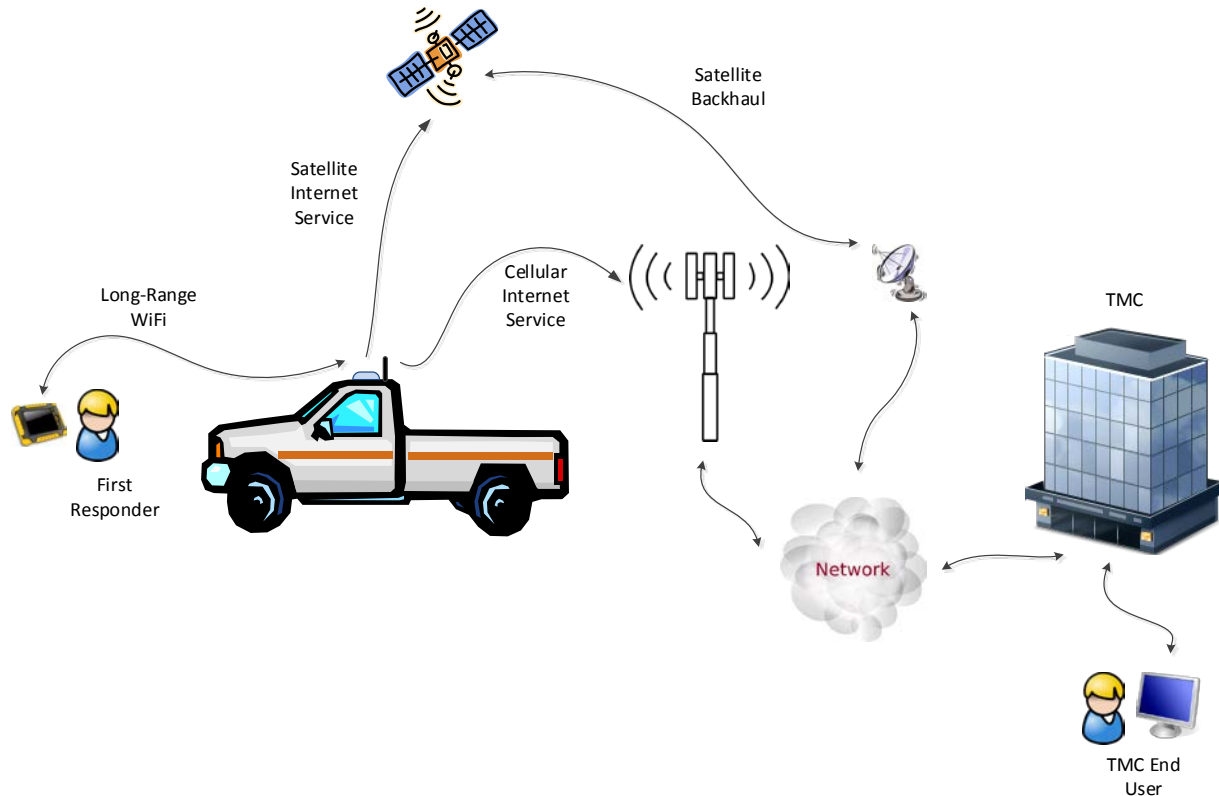 Satellite
Backhaul
Satellite
Internet
Service
Cellular
Internet
Service
Long-Range
WiFi
TMC
First
Responder
Network
TMC End
User